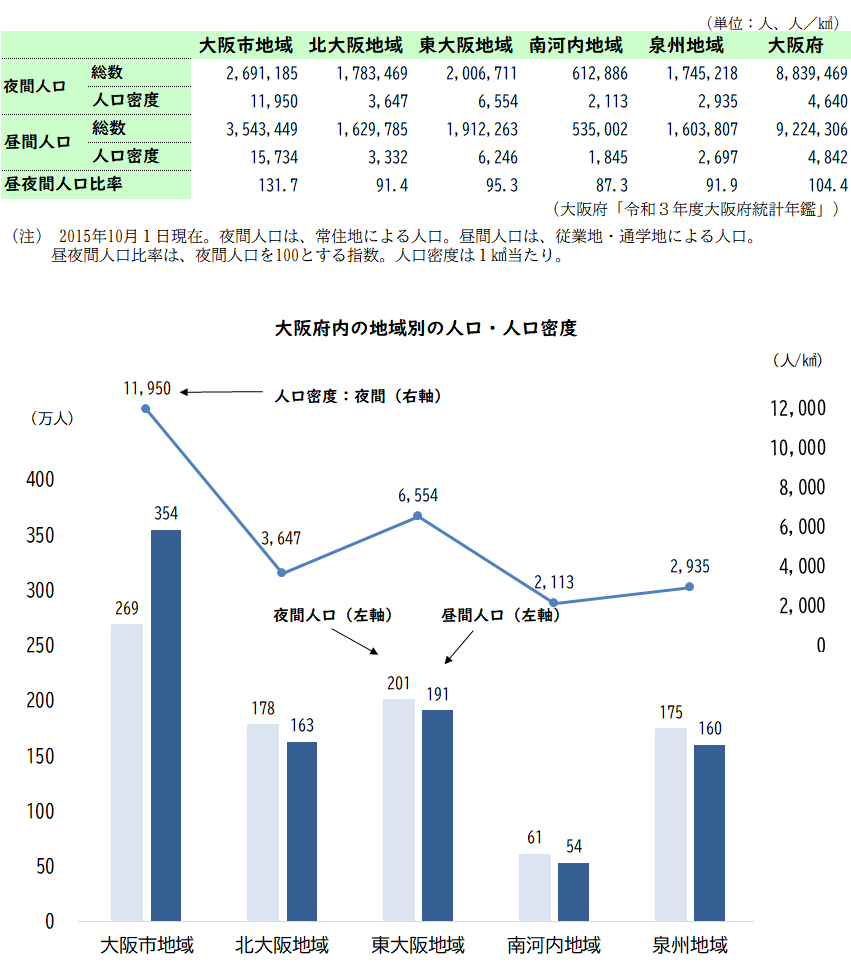 （単位：人、人／㎢）
大阪市地域 北大阪地域 東大阪地域 南河内地域 泉州地域 大阪府
夜間人口 総数 2,691,185 1,783,469 2,006,711 612,886 1,745,218 8,839,469
人口密度 11,950 3,647 6,554 2,113 2,935 4,640
昼間人口 総数 3,543,449 1,629,785 1,912,263 535,002 1,603,807 9,224,306
人口密度 15,734 3,332 6,246 1,845 2,697 4,842
昼夜間人口比率 131.7 91.4 95.3 87.3 91.9 104.4
（大阪府「令和３年度大阪府統計年鑑」）
（注） 2015年10月１日現在。夜間人口は、常住地による人口。昼間人口は、従業地・通学地による人口。
昼夜間人口比率は、夜間人口を100とする指数。人口密度は１㎢当たり。
大阪府内の地域別の人口・人口密度
（人/㎢）
（万人）
11,950
人口密度：夜間（右軸）
12,000
10,000
8,000
6,000
4,000
2,000
0
400
350
300
250
200
150
100
50
0
3,647
6,554
2,113
2,935
夜間人口（左軸）
昼間人口（左軸）
269
354
178
163
201
191
61
54
175
160
大阪市地域 北大阪地域 東大阪地域 南河内地域 泉州地域